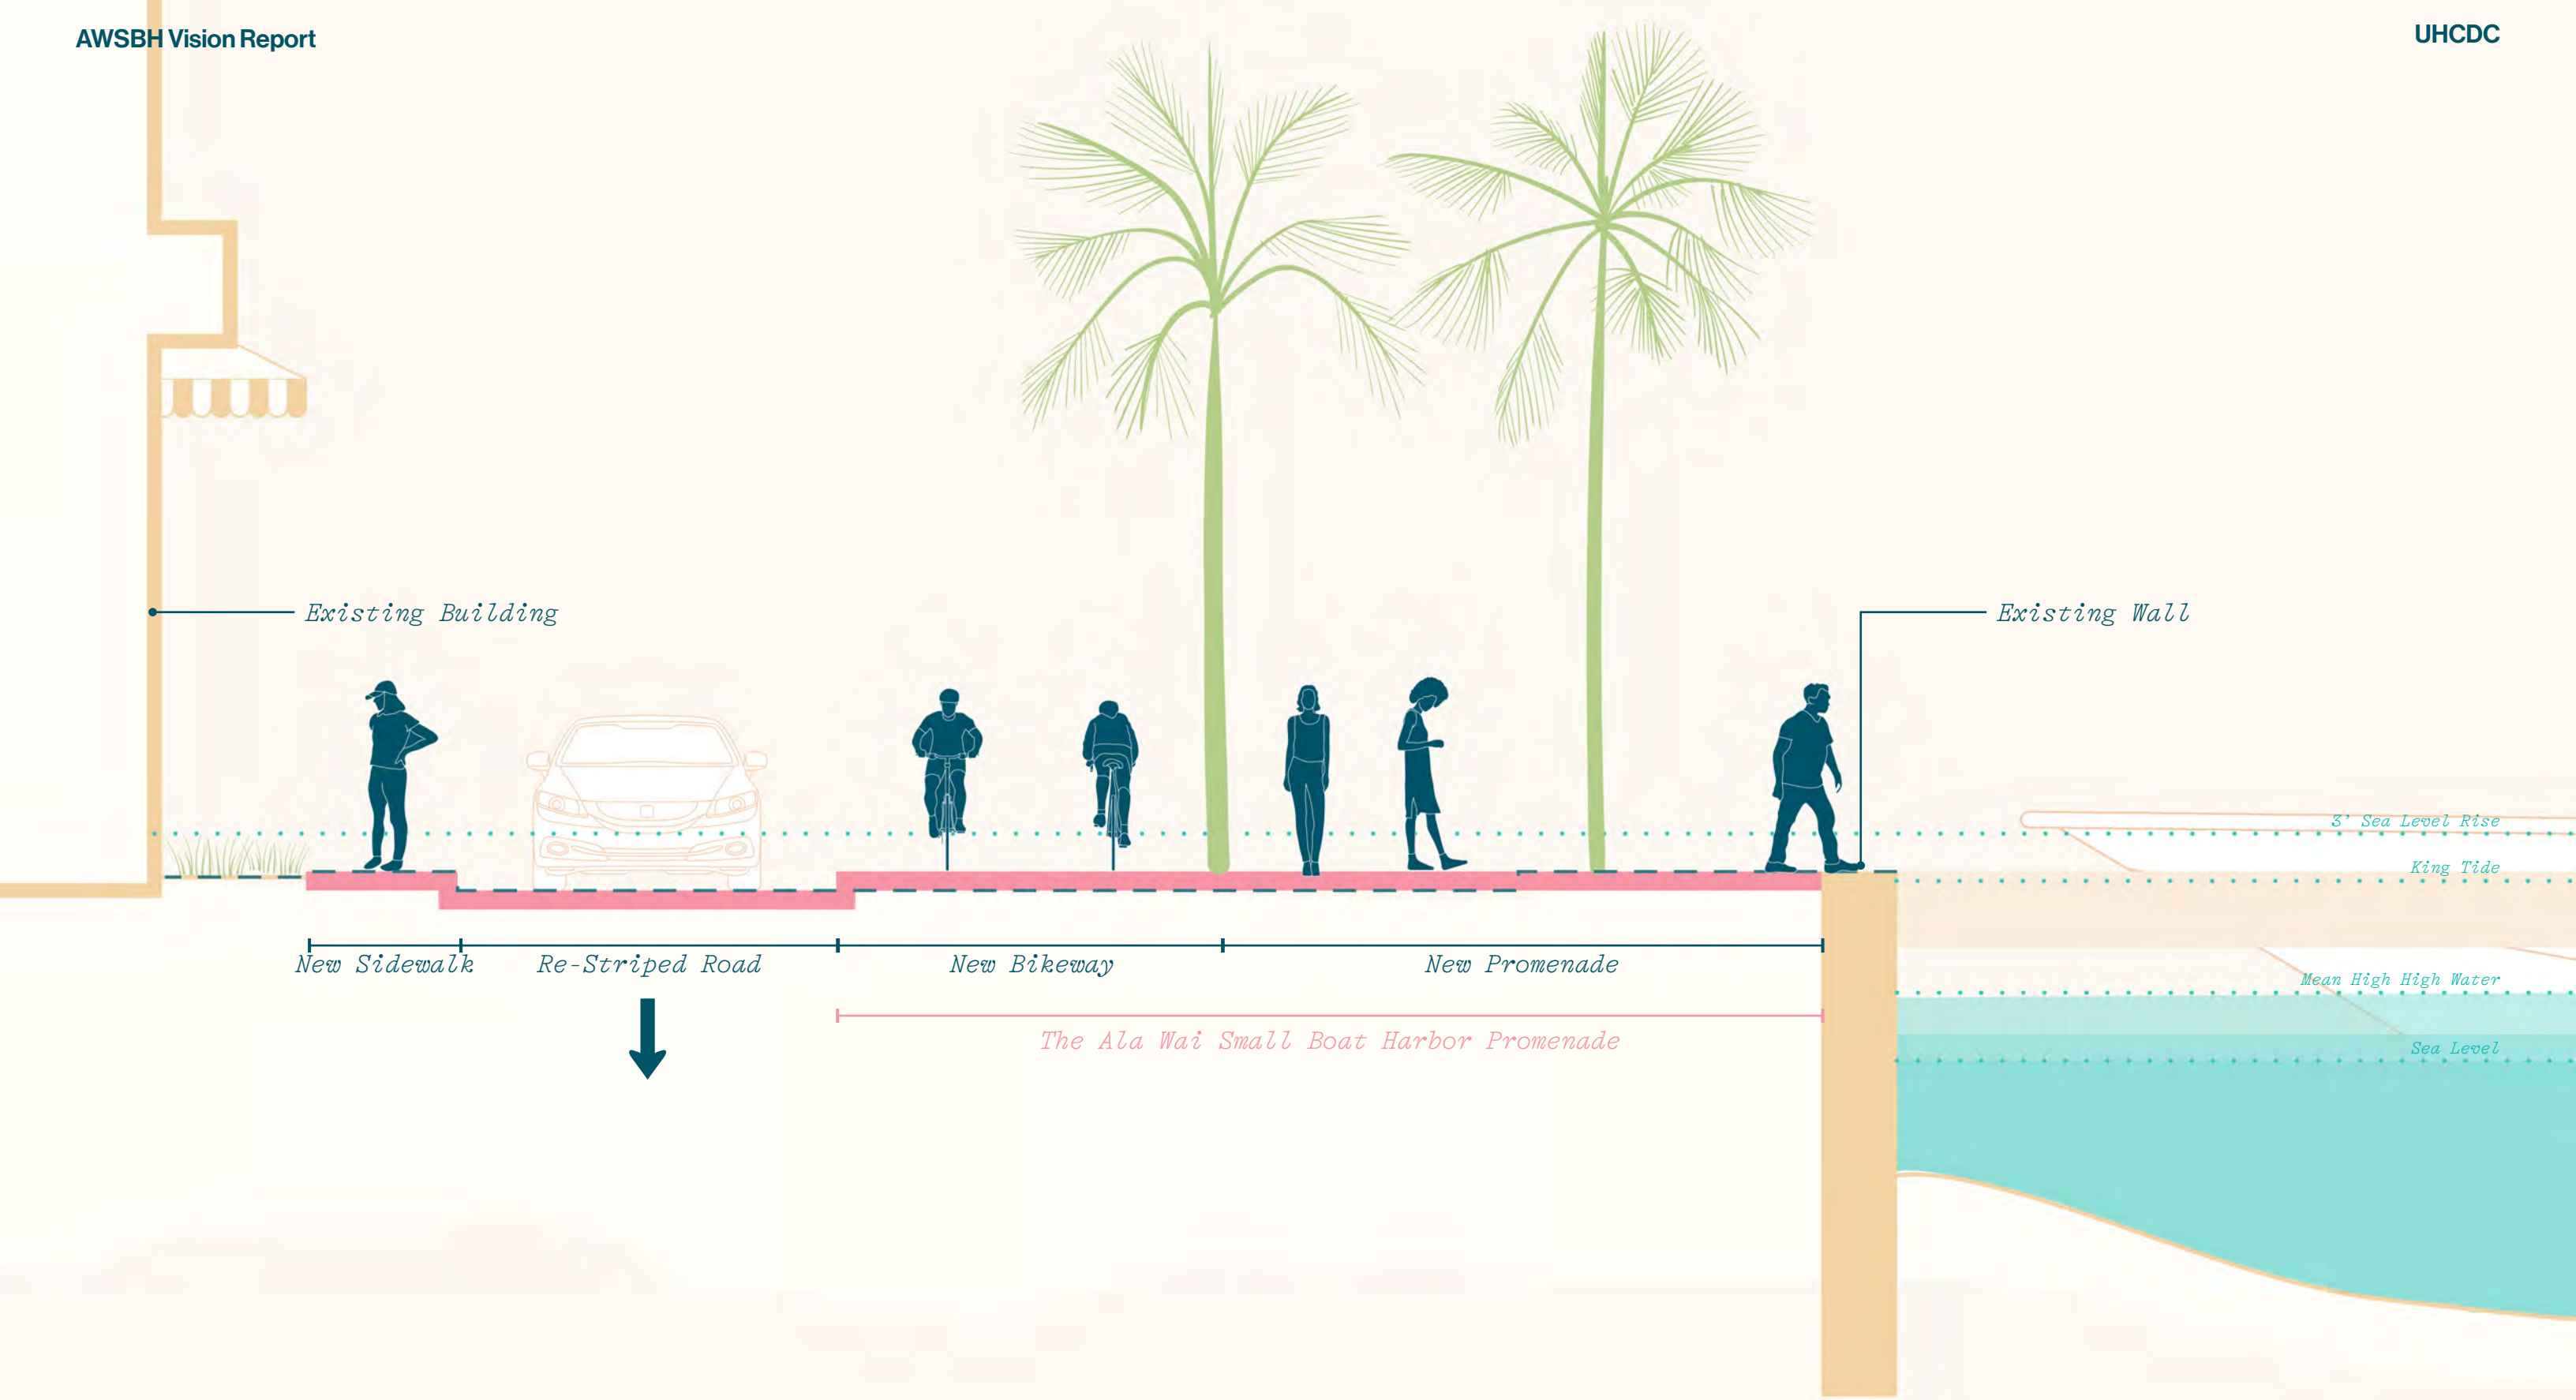 AWSBH Vision Report
UHCDC
Existing Building
Existing Wall
3' Sea Level Rise
King Tide
Mean High High Water
Sea Level
New Sidewalk
Re-Striped Road
New Bikeway
New Promenade
The Ala Wai Small Boat Harbor Promenade